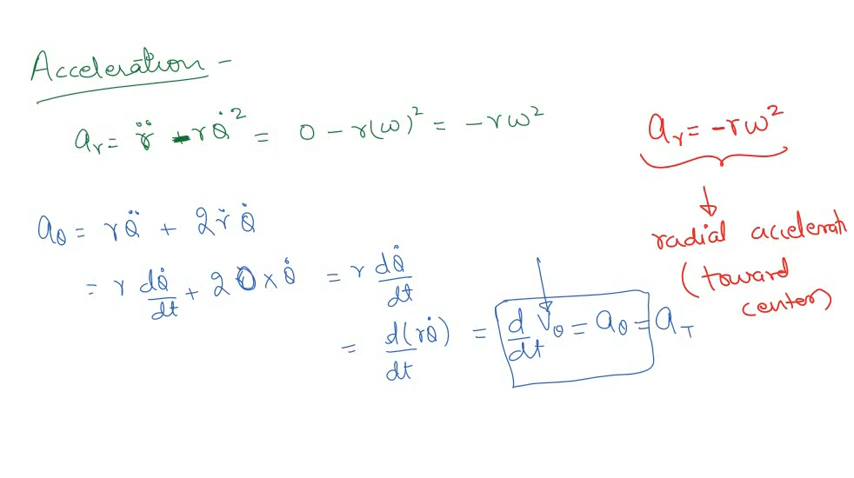 Acceleration -
a_r = r̈ - rθ̇² = 0 - r(ω)² = -rω²
a_r = -rω²
radial accelerat
(toward
center)
a_θ = rθ̈ + 2ṙθ̇
= r dθ̇/dt + 2 0 × θ̇ = r dθ̇/dt
= d(rθ̇)/dt = d/dt V_θ = a_θ = a_T